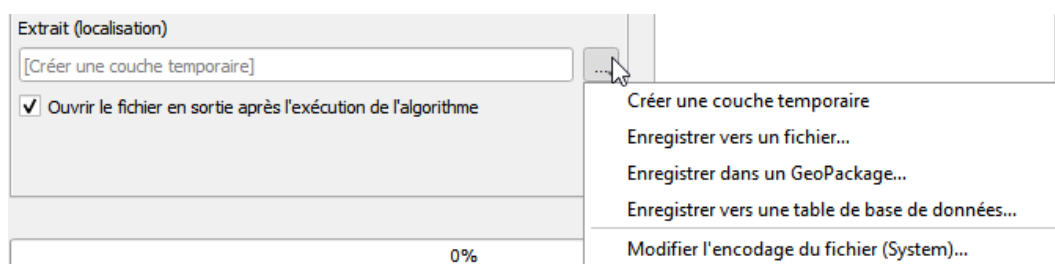 Extrait (localisation)
[Créer une couche temporaire]
...
Ouvrir le fichier en sortie après l'exécution de l'algorithme
Créer une couche temporaire
Enregistrer vers un fichier...
Enregistrer dans un GeoPackage...
Enregistrer vers une table de base de données...
Modifier l'encodage du fichier (System)...
0%